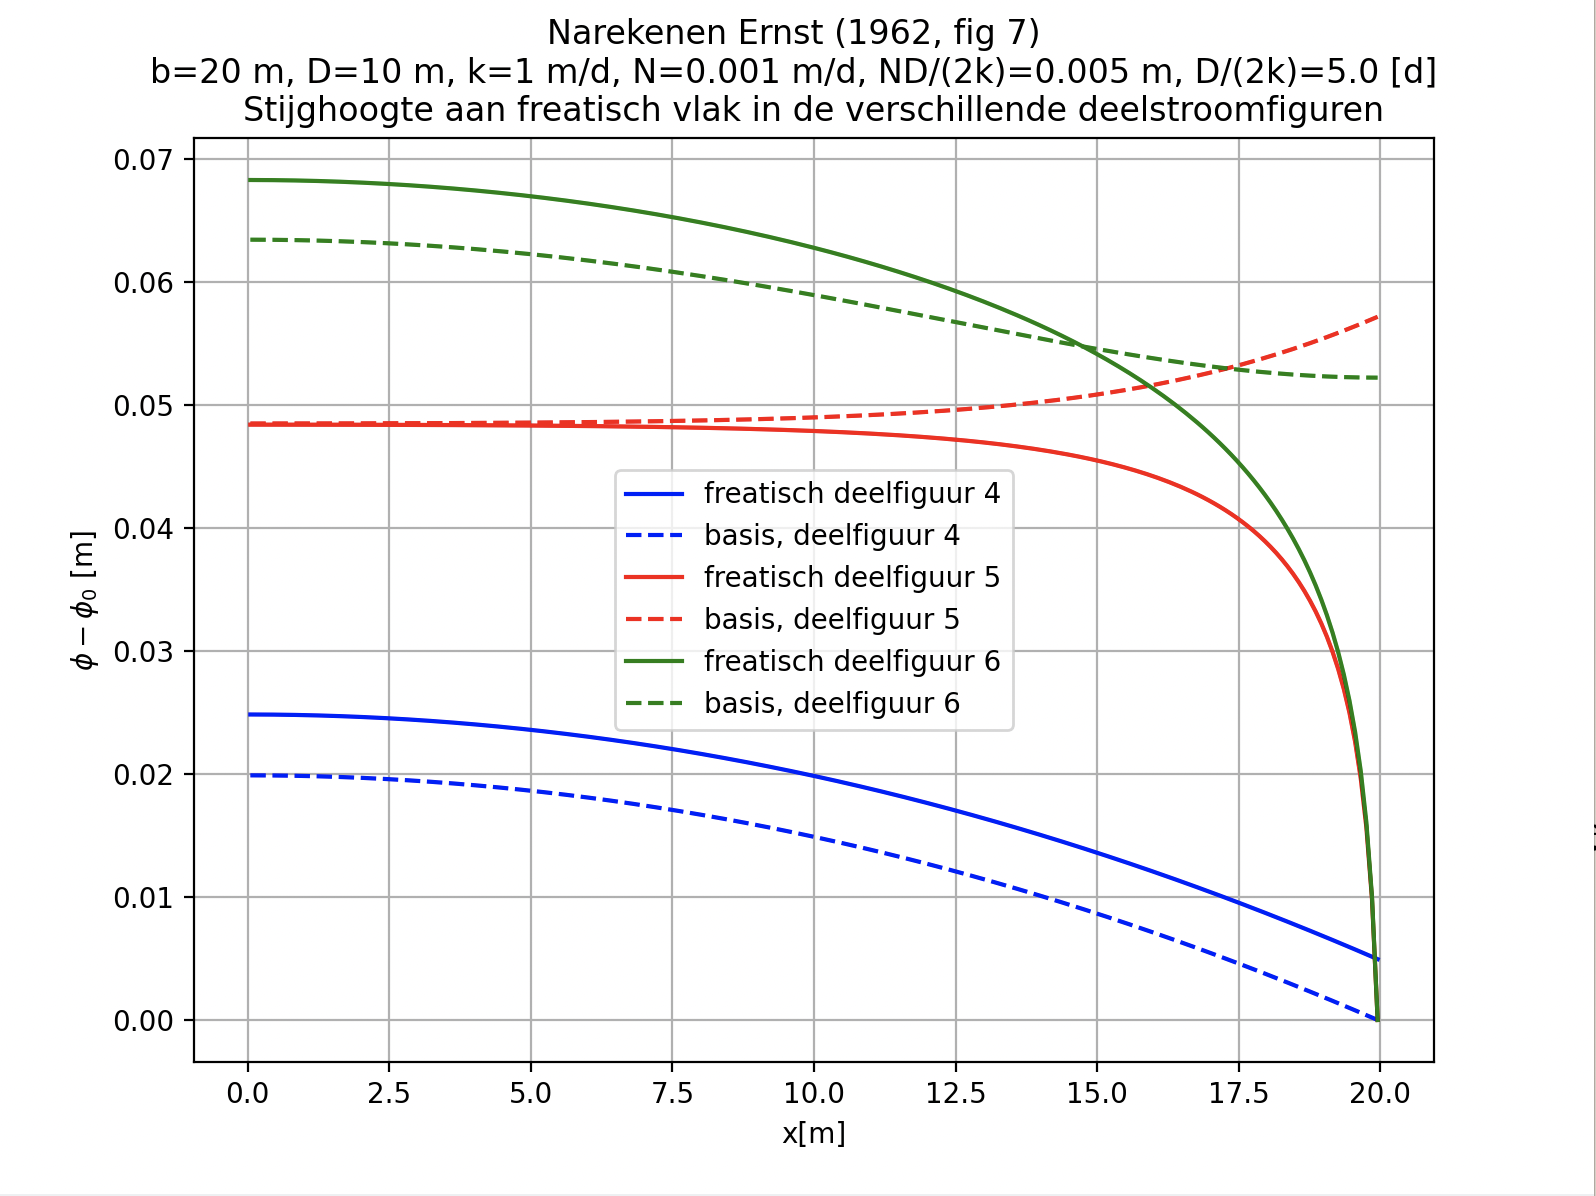 Narekenen Ernst (1962, fig 7)
b=20 m, D=10 m, k=1 m/d, N=0.001 m/d, ND/(2k)=0.005 m, D/(2k)=5.0 [d]
Stijghoogte aan freatisch vlak in de verschillende deelstroomfiguren
0.07
0.06
0.05
0.04
0.03
0.02
0.01
0.00
ϕ − ϕ₀ [m]
freatisch deelfiguur 4
basis, deelfiguur 4
freatisch deelfiguur 5
basis, deelfiguur 5
freatisch deelfiguur 6
basis, deelfiguur 6
0.0 2.5 5.0 7.5 10.0 12.5 15.0 17.5 20.0
x[m]